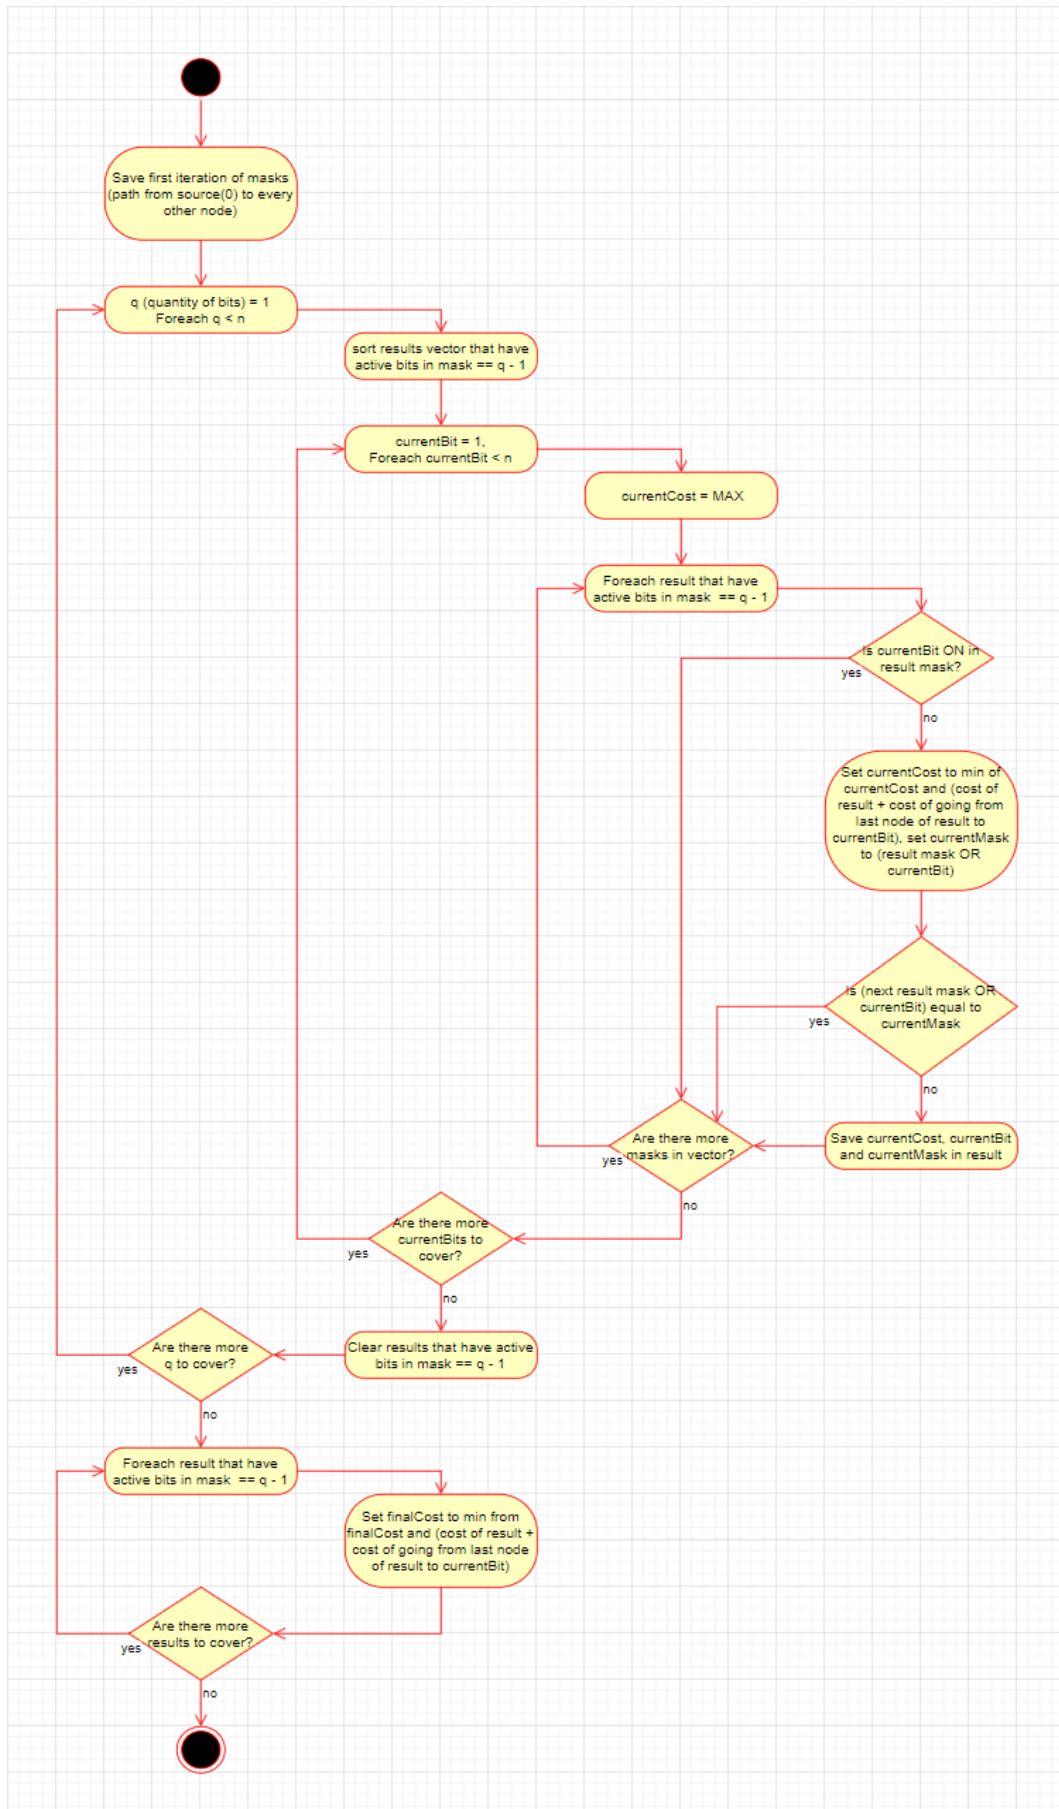 Save first iteration of masks
(path from source(0) to every
other node)
q (quantity of bits) = 1
Foreach q < n
sort results vector that have
active bits in mask == q - 1
currentBit = 1,
Foreach currentBit < n
currentCost = MAX
Foreach result that have
active bits in mask  == q - 1
Is currentBit ON in
result mask?
yes
no
Set currentCost to min of
currentCost and (cost of
result + cost of going from
last node of result to
currentBit), set currentMask
to (result mask OR
currentBit)
Is (next result mask OR
currentBit) equal to
currentMask
yes
no
Save currentCost, currentBit
and currentMask in result
Are there more
masks in vector?
yes
no
Are there more
currentBits to
cover?
yes
no
Clear results that have active
bits in mask == q - 1
Are there more
q to cover?
yes
no
Foreach result that have
active bits in mask  == q - 1
Set finalCost to min from
finalCost and (cost of result +
cost of going from last node
of result to currentBit)
Are there more
results to cover?
yes
no